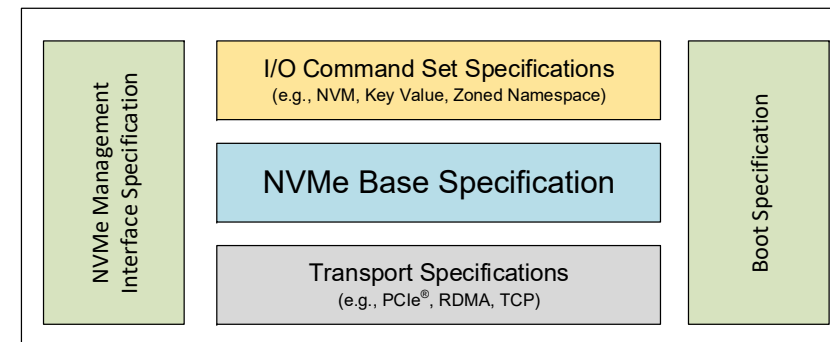 NVMe Management
Interface Specification
I/O Command Set Specifications
(e.g., NVM, Key Value, Zoned Namespace)
NVMe Base Specification
Transport Specifications
(e.g., PCIe®, RDMA, TCP)
Boot Specification